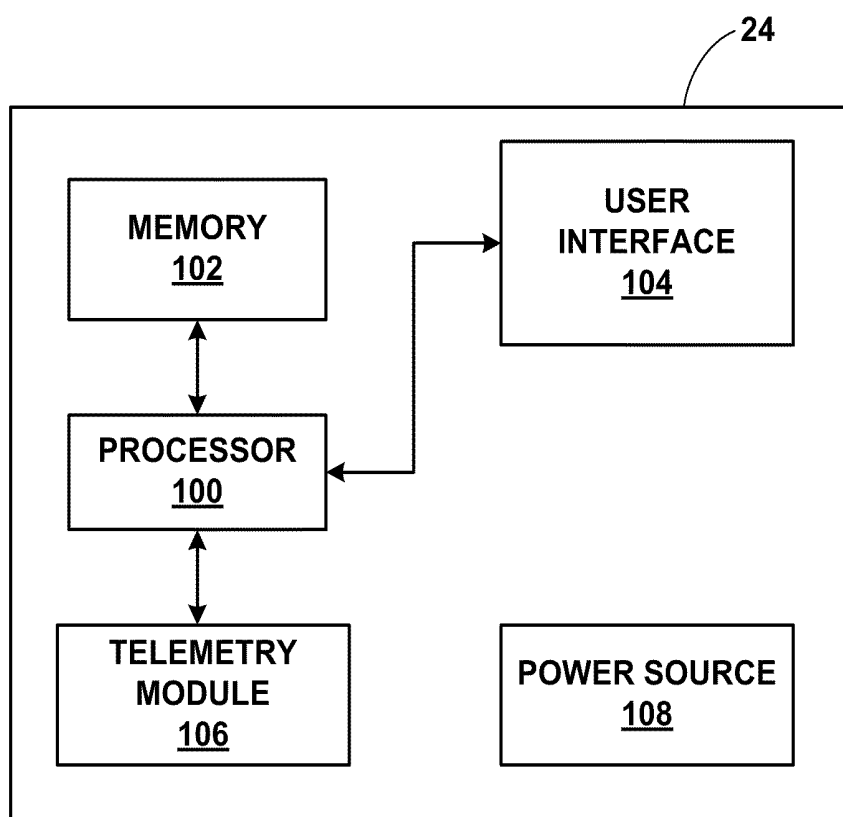 24
MEMORY
102
USER
INTERFACE
104
PROCESSOR
100
TELEMETRY
MODULE
106
POWER SOURCE
108